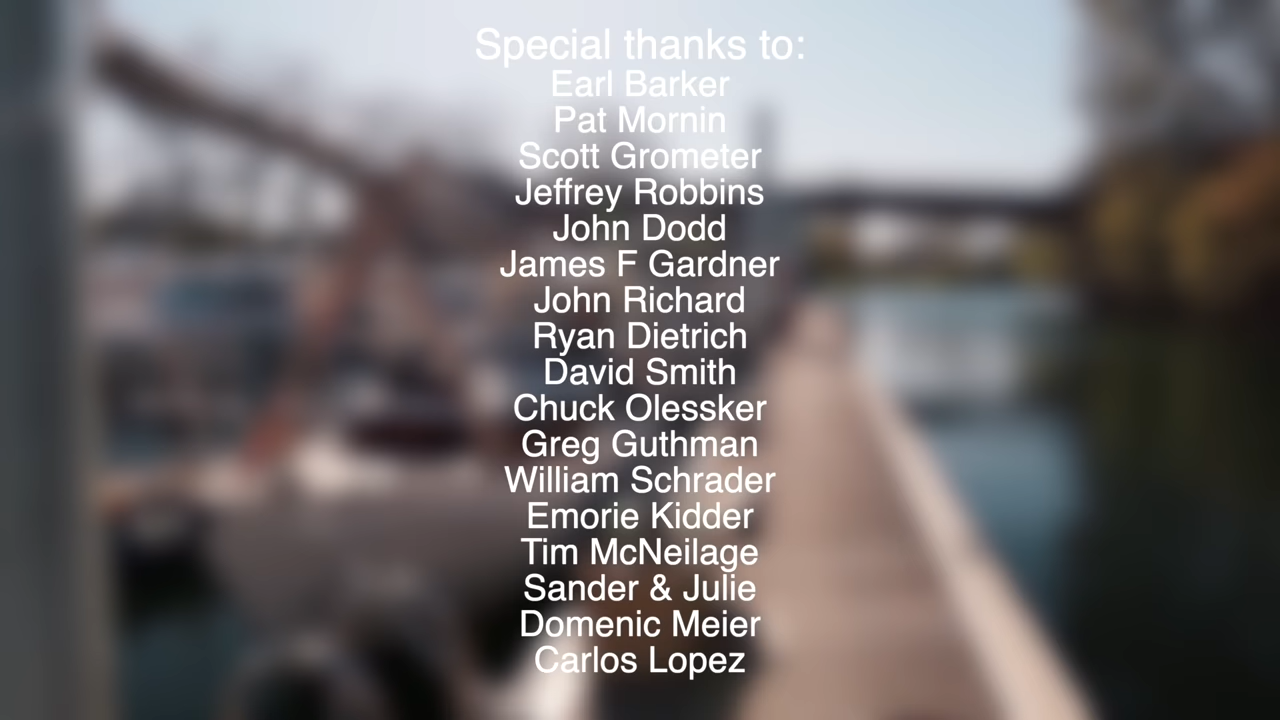 Special thanks to:
Earl Barker
Pat Mornin
Scott Grometer
Jeffrey Robbins
John Dodd
James F Gardner
John Richard
Ryan Dietrich
David Smith
Chuck Olessker
Greg Guthman
William Schrader
Emorie Kidder
Tim McNeilage
Sander & Julie
Domenic Meier
Carlos Lopez